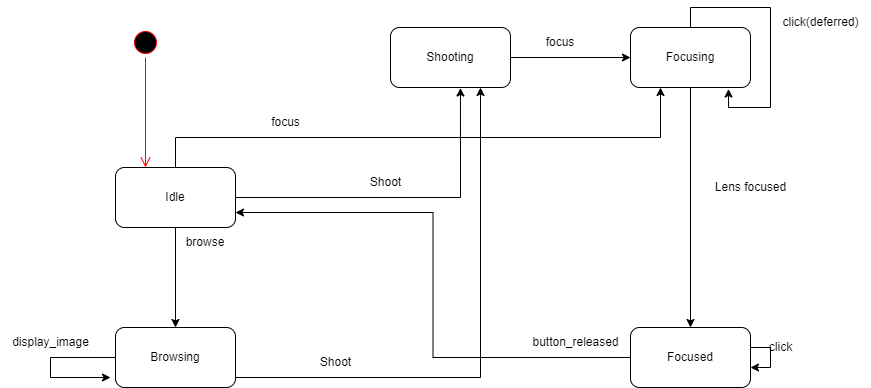 click(deferred)
focus
Shooting
Focusing
focus
Shoot
Lens focused
Idle
browse
display_image
button_released
click
Browsing
Shoot
Focused